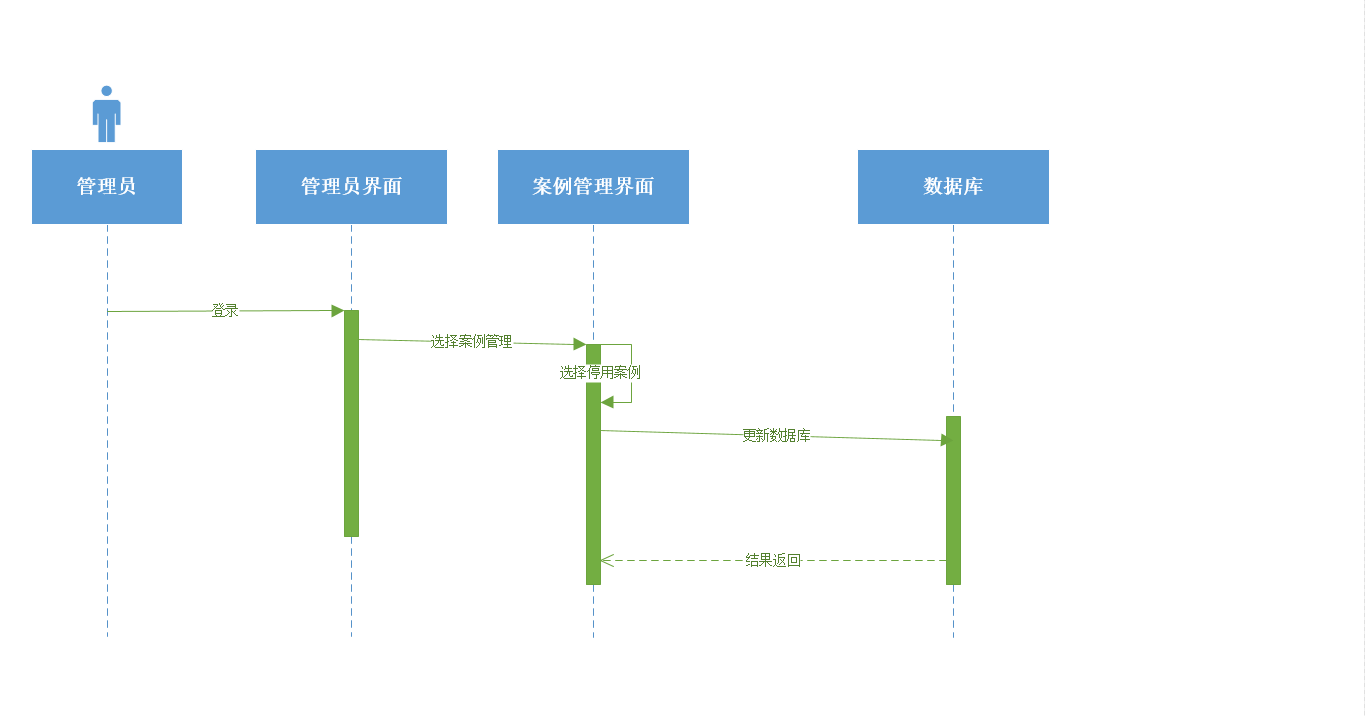 管理员
管理员界面
案例管理界面
数据库
登录
选择案例管理
选择停用案例
更新数据库
结果返回